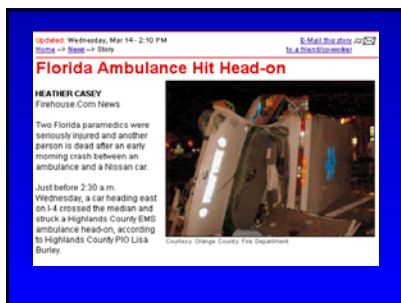 Updated: Wednesday, Mar 14 - 2:10 PM
E-Mail this story
Home --> News --> Story
to a friend/co-worker
Florida Ambulance Hit Head-on
HEATHER CASEY
Firehouse.Com News
Two Florida paramedics were
seriously injured and another
person is dead after an early
morning crash between an
ambulance and a Nissan car.
Just before 2:30 a.m.
Wednesday, a car heading east
on I-4 crossed the median and
struck a Highlands County EMS
ambulance head-on, according
to Highlands County PIO Lisa
Burley.
Courtesy Orange County Fire Department